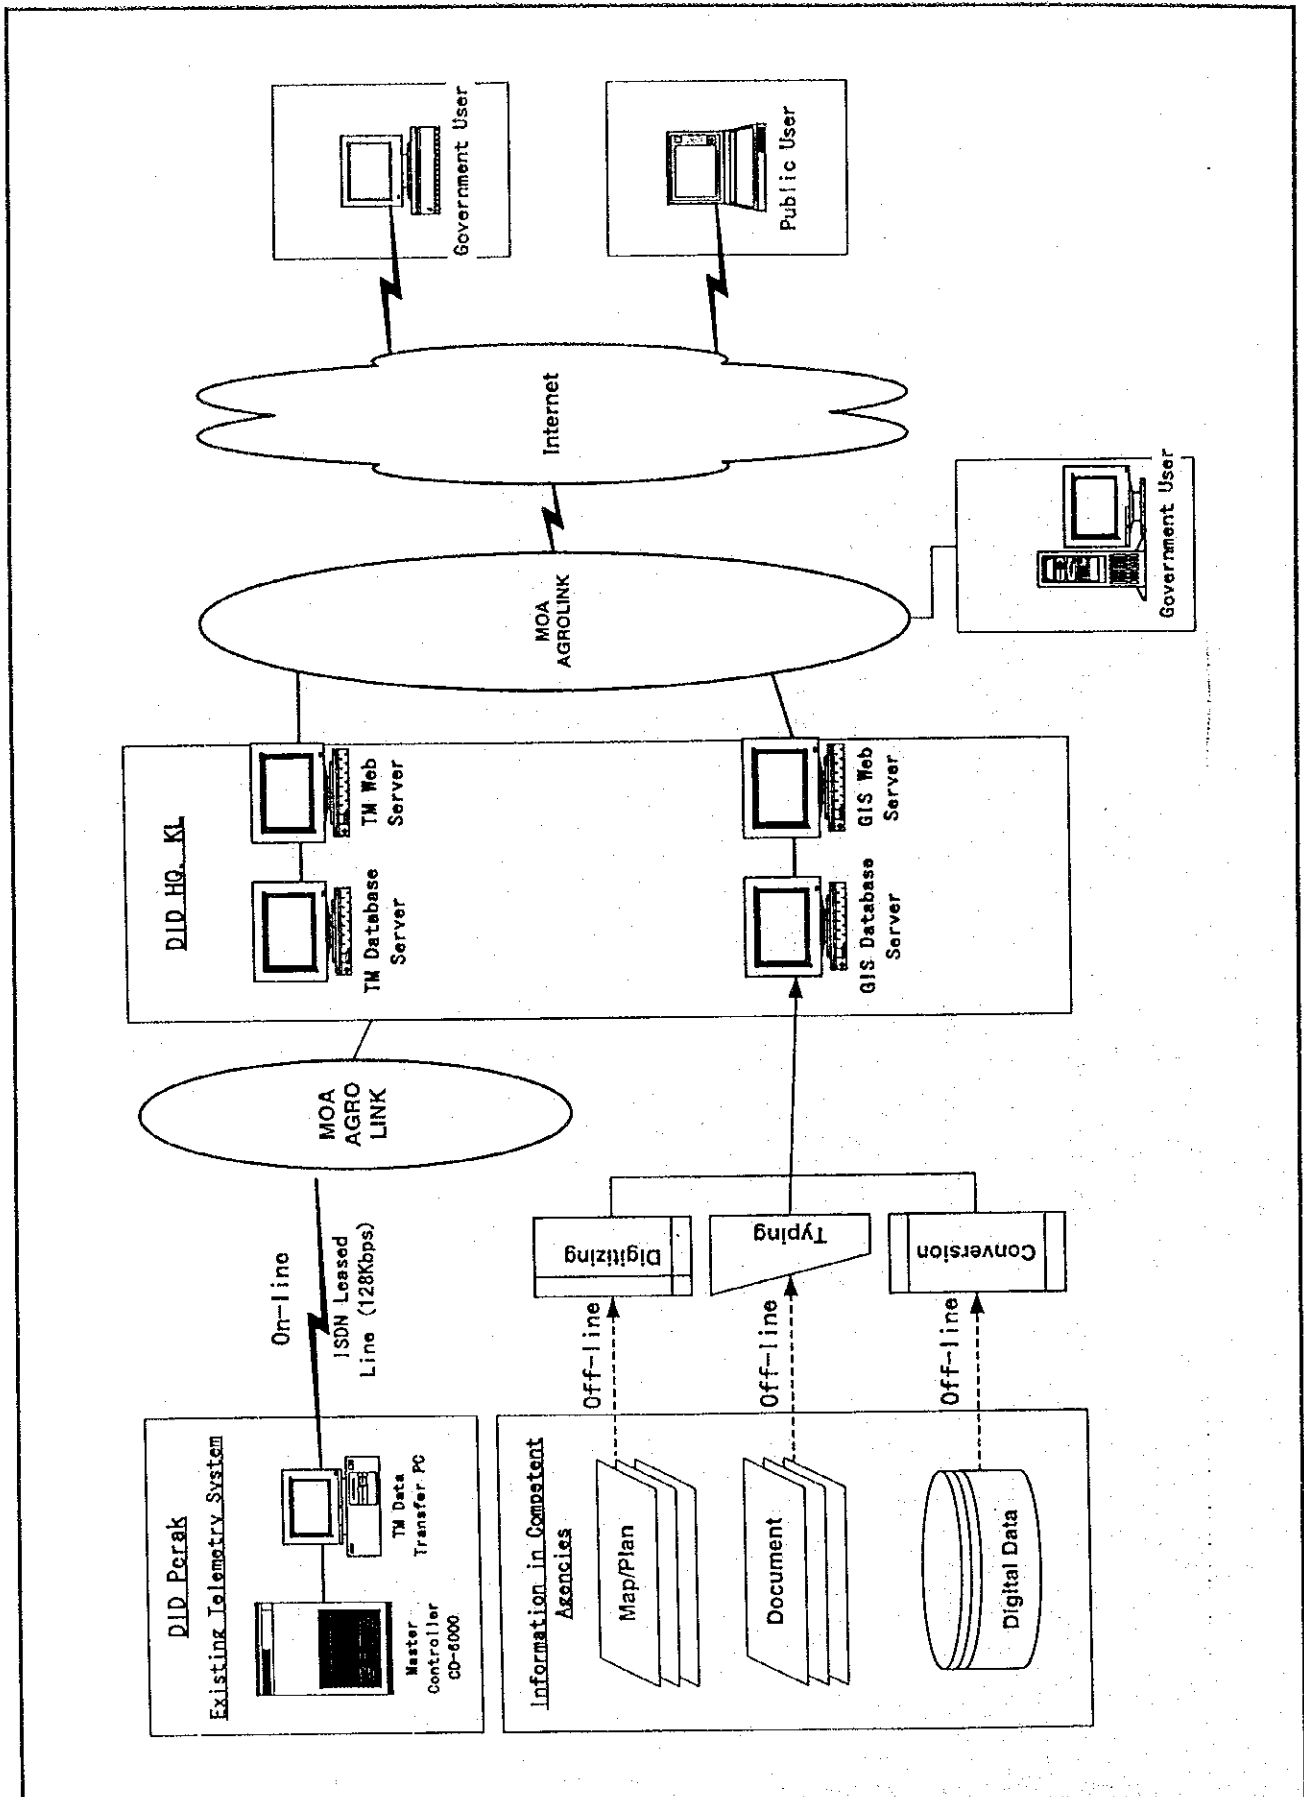 DID Perak
Existing Telemetry System
Master
Controller
CD-6000
TM Data
Transfer PC
On-line
ISDN Leased
Line (128Kbps)
MOA
AGRO
LINK
Information in Competent
Agencies
Map/Plan
Document
Digital Data
Off-line
Off-line
Off-line
Digitizing
Typing
Conversion
DID HQ. KL
TM Database
Server
TM Web
Server
GIS Database
Server
GIS Web
Server
MOA
AGROLINK
Internet
Government User
Public User
Government User